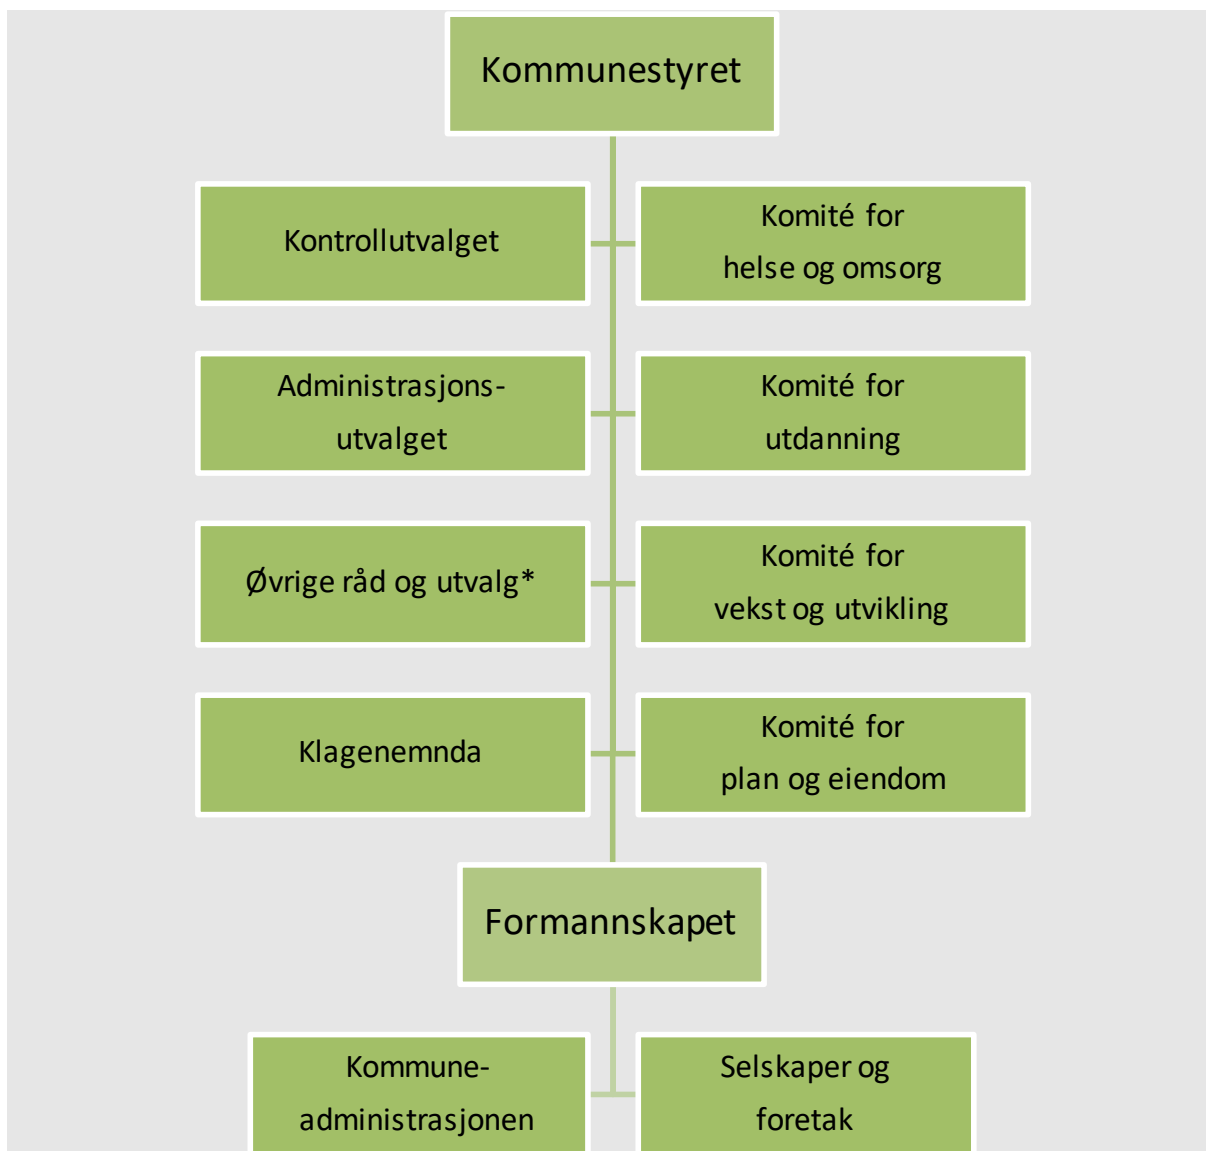 Kommunestyret
Kontrollutvalget
Komité for
helse og omsorg
Administrasjons-
utvalget
Komité for
utdanning
Øvrige råd og utvalg*
Komité for
vekst og utvikling
Klagenemnda
Komité for
plan og eiendom
Formannskapet
Kommune-
administrasjonen
Selskaper og
foretak